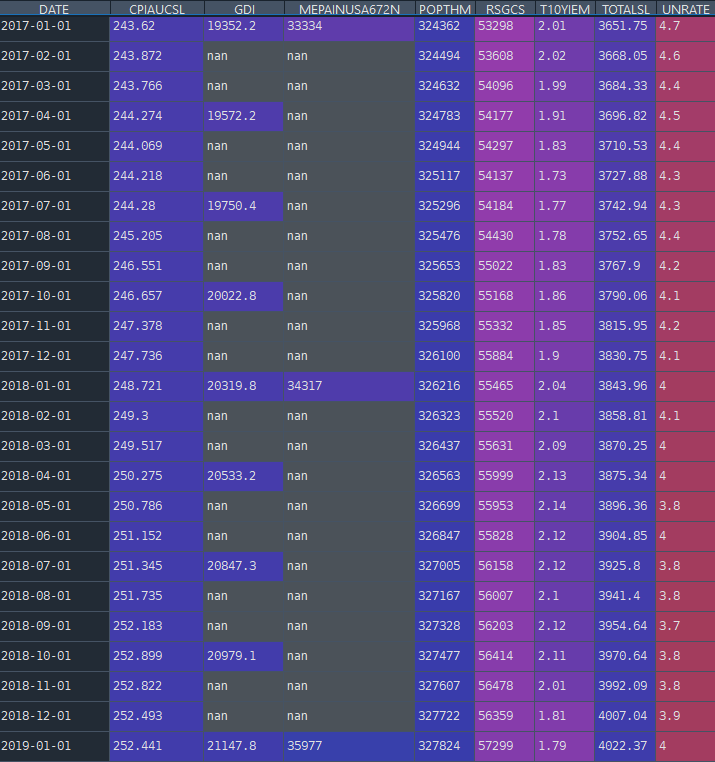 DATE CPIAUCSL GDI MEPAINUSA672N POPTHM RSGCS T10YIEM TOTALSL UNRATE
2017-01-01 243.62 19352.2 33334 324362 53298 2.01 3651.75 4.7
2017-02-01 243.872 nan nan 324494 53608 2.02 3668.05 4.6
2017-03-01 243.766 nan nan 324632 54096 1.99 3684.33 4.4
2017-04-01 244.274 19572.2 nan 324783 54177 1.91 3696.82 4.5
2017-05-01 244.069 nan nan 324944 54297 1.83 3710.53 4.4
2017-06-01 244.218 nan nan 325117 54137 1.73 3727.88 4.3
2017-07-01 244.28 19750.4 nan 325296 54184 1.77 3742.94 4.3
2017-08-01 245.205 nan nan 325476 54430 1.78 3752.65 4.4
2017-09-01 246.551 nan nan 325653 55022 1.83 3767.9 4.2
2017-10-01 246.657 20022.8 nan 325820 55168 1.86 3790.06 4.1
2017-11-01 247.378 nan nan 325968 55332 1.85 3815.95 4.2
2017-12-01 247.736 nan nan 326100 55884 1.9 3830.75 4.1
2018-01-01 248.721 20319.8 34317 326216 55465 2.04 3843.96 4
2018-02-01 249.3 nan nan 326323 55520 2.1 3858.81 4.1
2018-03-01 249.517 nan nan 326437 55631 2.09 3870.25 4
2018-04-01 250.275 20533.2 nan 326563 55999 2.13 3875.34 4
2018-05-01 250.786 nan nan 326699 55953 2.14 3896.36 3.8
2018-06-01 251.152 nan nan 326847 55828 2.12 3904.85 4
2018-07-01 251.345 20847.3 nan 327005 56158 2.12 3925.8 3.8
2018-08-01 251.735 nan nan 327167 56007 2.1 3941.4 3.8
2018-09-01 252.183 nan nan 327328 56203 2.12 3954.64 3.7
2018-10-01 252.899 20979.1 nan 327477 56414 2.11 3970.64 3.8
2018-11-01 252.822 nan nan 327607 56478 2.01 3992.09 3.8
2018-12-01 252.493 nan nan 327722 56359 1.81 4007.04 3.9
2019-01-01 252.441 21147.8 35977 327824 57299 1.79 4022.37 4